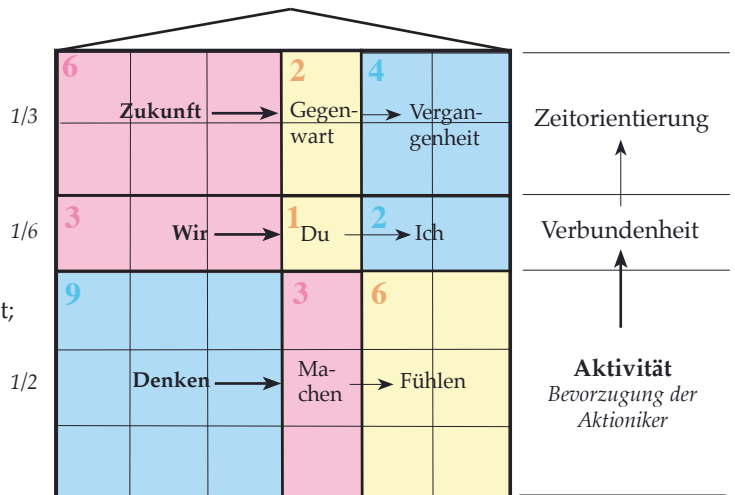 6 2 4
1/3 Zukunft Gegen- Vergan- Zeitorientierung
wart genheit
3 1 2
1/6 Wir Du Ich Verbundenheit
9 3 6
t;
1/2 Denken Ma- Fühlen Aktivität
chen Bevorzugung der
Aktioniker